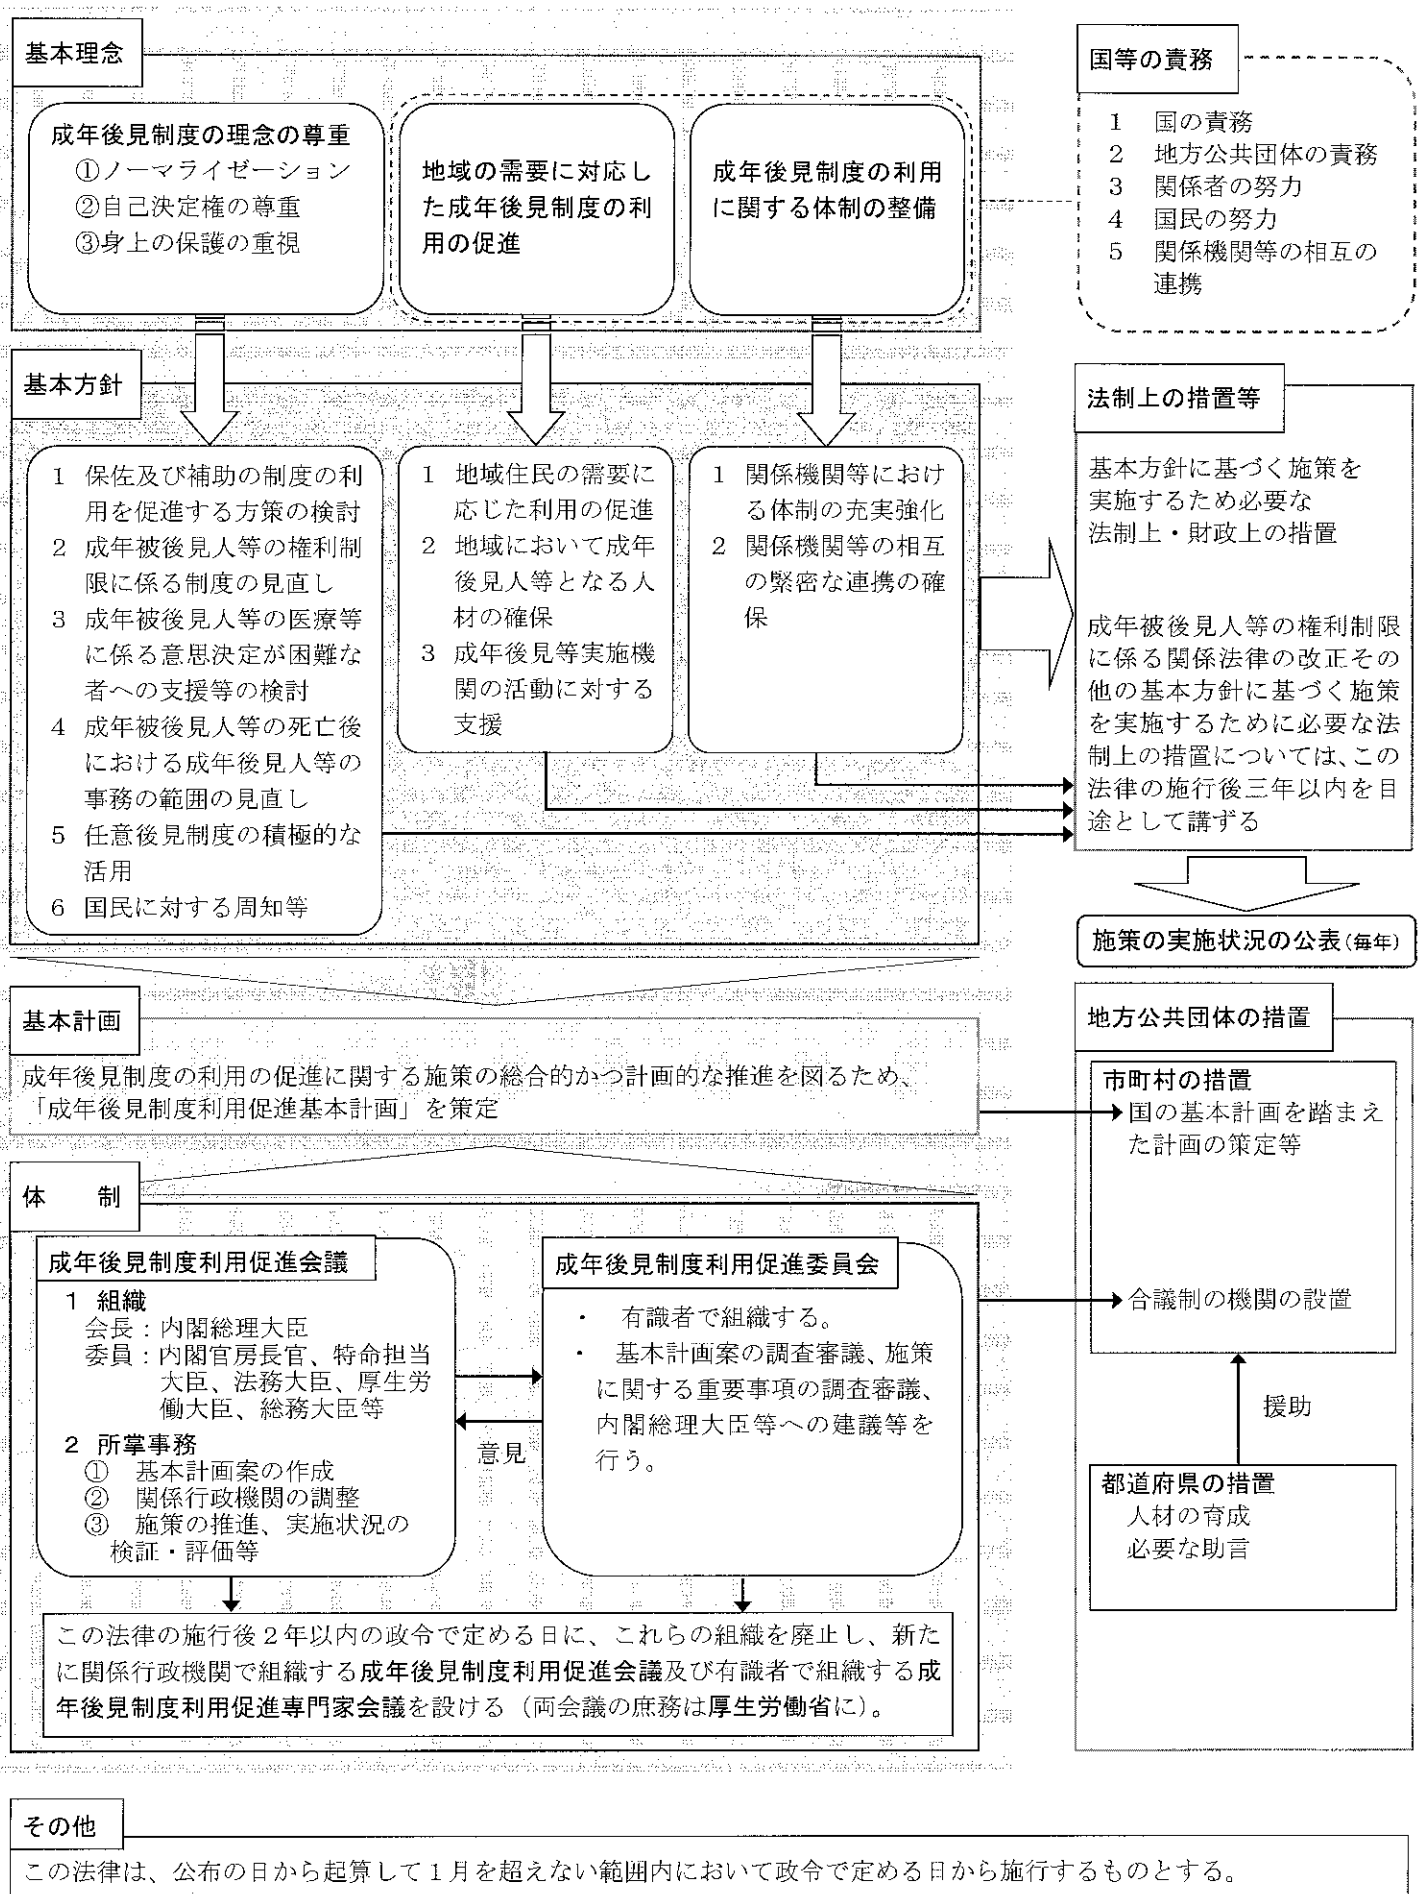 基本理念
成年後見制度の理念の尊重
①ノーマライゼーション
②自己決定権の尊重
③身上の保護の重視
地域の需要に対応し
た成年後見制度の利
用の促進
成年後見制度の利用
に関する体制の整備
国等の責務
1 国の責務
2 地方公共団体の責務
3 関係者の努力
4 国民の努力
5 関係機関等の相互の
連携
基本方針
1 保佐及び補助の制度の利
用を促進する方策の検討
2 成年被後見人等の権利制
限に係る制度の見直し
3 成年被後見人等の医療等
に係る意思決定が困難な
者への支援等の検討
4 成年被後見人等の死亡後
における成年後見人等の
事務の範囲の見直し
5 任意後見制度の積極的な
活用
6 国民に対する周知等
1 地域住民の需要に
応じた利用の促進
2 地域において成年
後見人等となる人
材の確保
3 成年後見等実施機
関の活動に対する
支援
1 関係機関等におけ
る体制の充実強化
2 関係機関等の相互
の緊密な連携の確
保
法制上の措置等
基本方針に基づく施策を
実施するため必要な
法制上・財政上の措置
成年被後見人等の権利制限
に係る関係法律の改正その
他の基本方針に基づく施策
を実施するために必要な法
制上の措置については、この
法律の施行後三年以内を目
途として講ずる
施策の実施状況の公表(毎年)
基本計画
成年後見制度の利用の促進に関する施策の総合的かつ計画的な推進を図るため、
「成年後見制度利用促進基本計画」を策定
地方公共団体の措置
市町村の措置
国の基本計画を踏まえ
た計画の策定等
合議制の機関の設置
援助
都道府県の措置
人材の育成
必要な助言
体 制
成年後見制度利用促進会議
1 組織
会長：内閣総理大臣
委員：内閣官房長官、特命担当
大臣、法務大臣、厚生労
働大臣、総務大臣等
2 所掌事務
① 基本計画案の作成
② 関係行政機関の調整
③ 施策の推進、実施状況の
検証・評価等
意見
成年後見制度利用促進委員会
・ 有識者で組織する。
・ 基本計画案の調査審議、施策
に関する重要事項の調査審議、
内閣総理大臣等への建議等を
行う。
この法律の施行後２年以内の政令で定める日に、これらの組織を廃止し、新た
に関係行政機関で組織する成年後見制度利用促進会議及び有識者で組織する成
年後見制度利用促進専門家会議を設ける（両会議の庶務は厚生労働省に）。
その他
この法律は、公布の日から起算して１月を超えない範囲内において政令で定める日から施行するものとする。